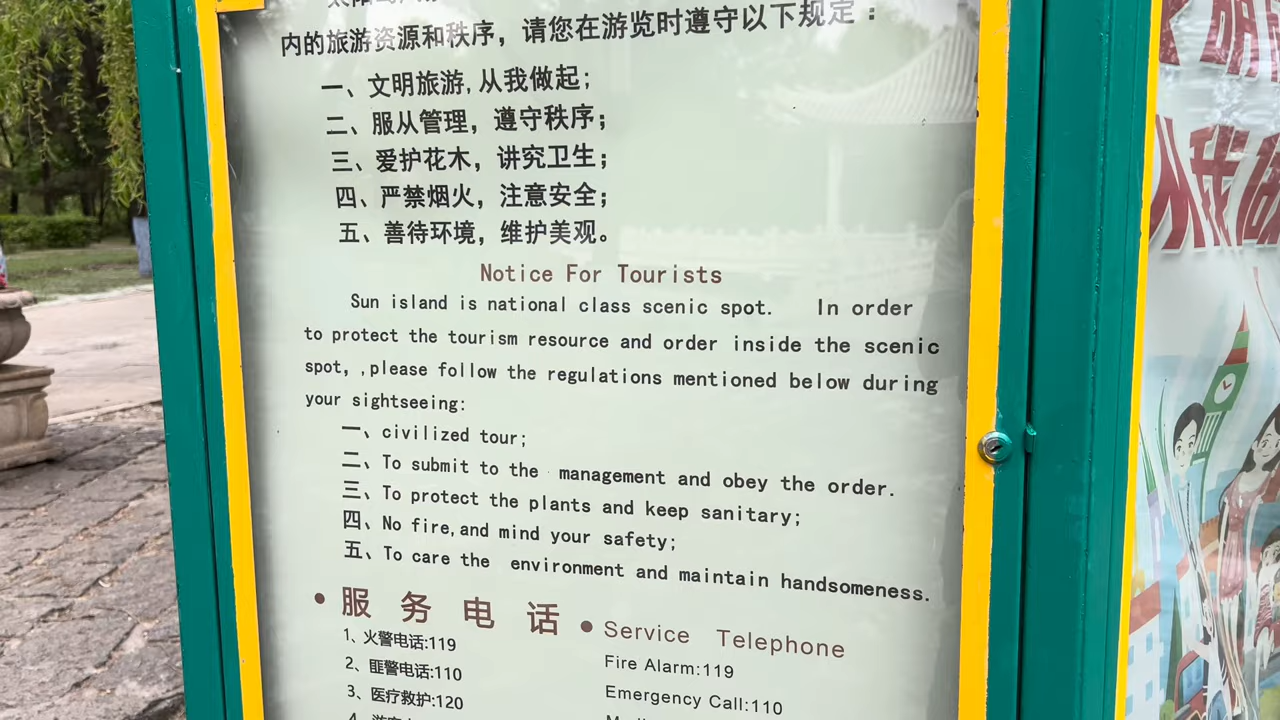 内的旅游资源和秩序，请您在游览时遵守以下规定：
一、文明旅游,从我做起；
二、服从管理，遵守秩序；
三、爱护花木，讲究卫生；
四、严禁烟火，注意安全；
五、善待环境，维护美观。
Notice For Tourists
Sun island is national class scenic spot. In order
to protect the tourism resource and order inside the scenic
spot, ,please follow the regulations mentioned below during
your sightseeing:
一、civilized tour;
二、To submit to the management and obey the order.
三、To protect the plants and keep sanitary;
四、No fire,and mind your safety;
五、To care the environment and maintain handsomeness.
•服务电话 •Service Telephone
1、火警电话:119 Fire Alarm:119
2、匪警电话:110 Emergency Call:110
3、医疗救护:120
明
从我做